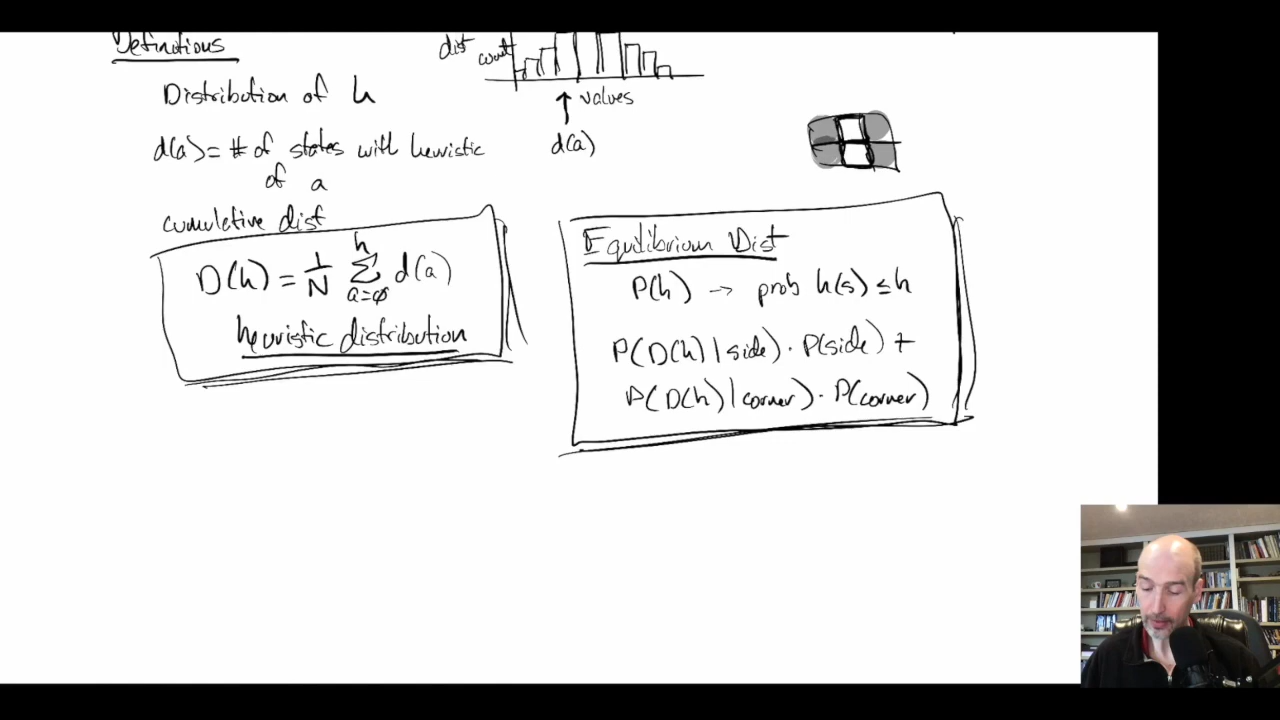 Definitions
Distribution of h
d(a) = # of states with heuristic
of a
cumuletive dist
D(h) = 1/N Σ_{a=0}^{h} d(a)
heuristic distribution
dist
count
values
d(a)
Equilibrium Dist
P(h) → prob h(s) ≤ h
P(D(h) | side) · P(side) +
P(D(h) | corner) · P(corner)